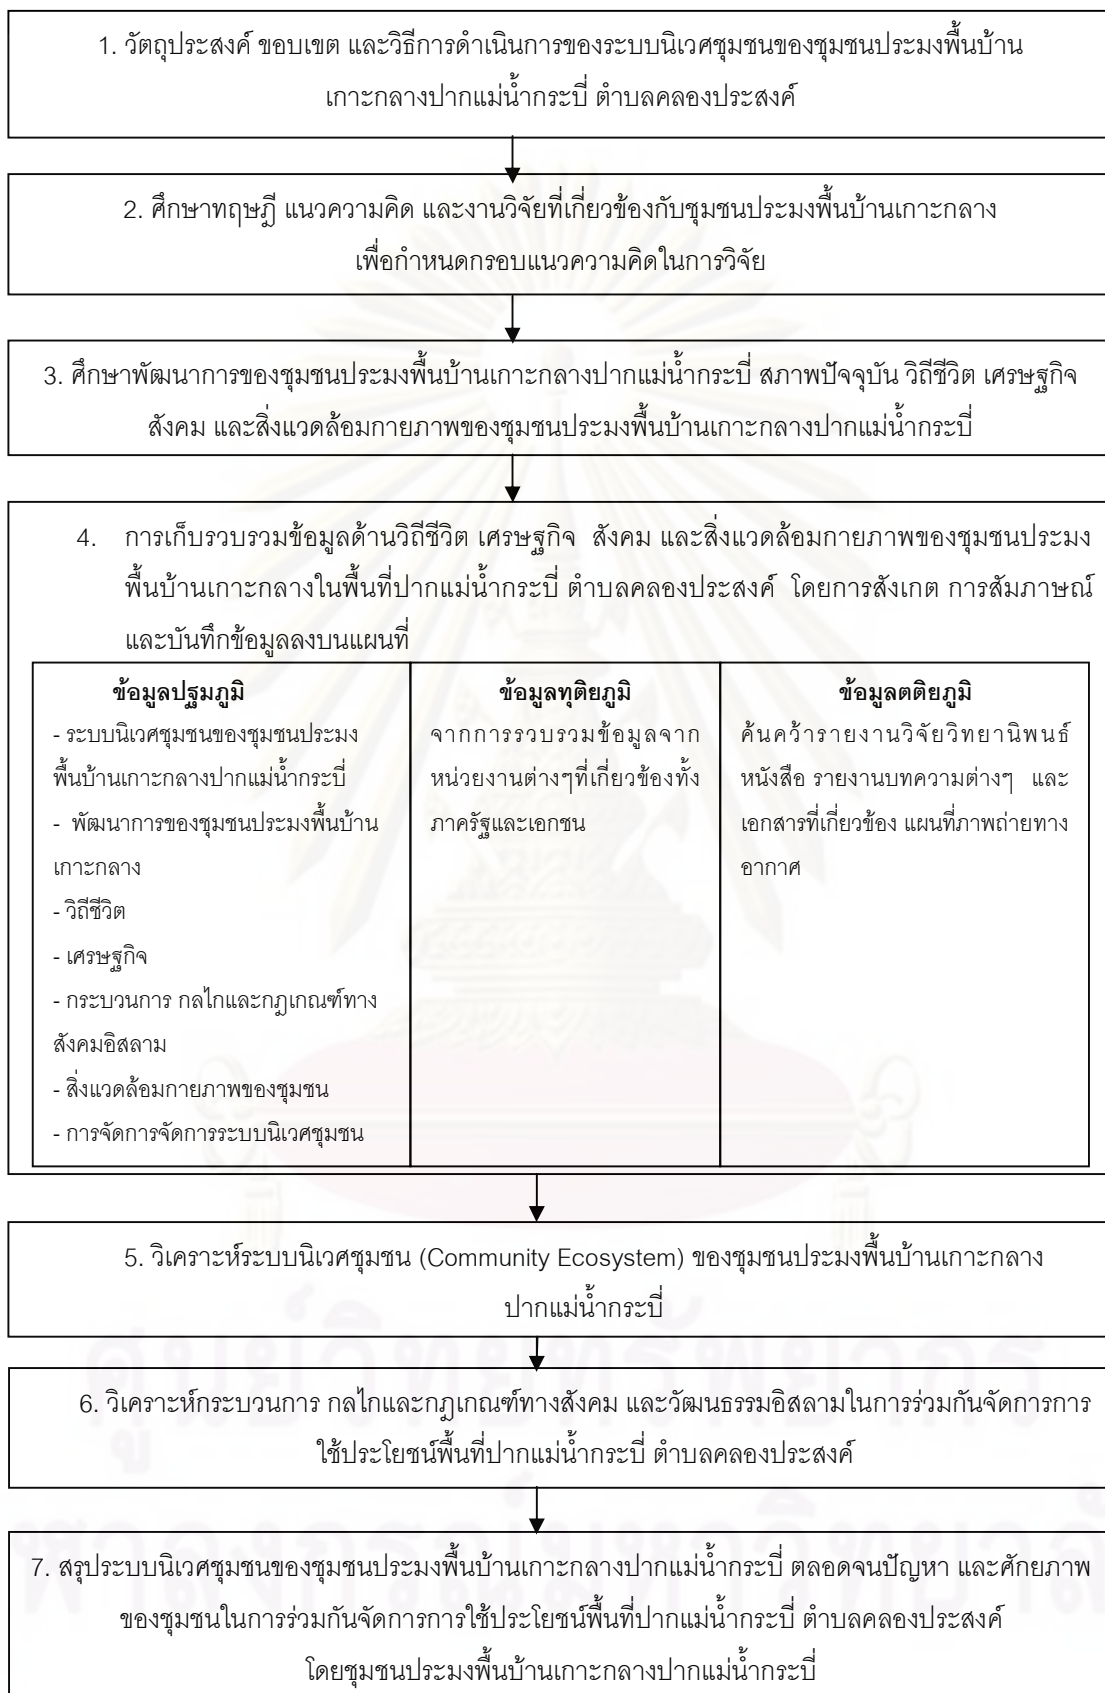 1. วัตถุประสงค์ ขอบเขต และวิธีการดำเนินการของระบบนิเวศชุมชนของชุมชนประมงพื้นบ้าน
เกาะกลางปากแม่น้ำกระบี่ ตำบลคลองประสงค์
2. ศึกษาทฤษฎี แนวความคิด และงานวิจัยที่เกี่ยวข้องกับชุมชนประมงพื้นบ้านเกาะกลาง
เพื่อกำหนดกรอบแนวความคิดในการวิจัย
3. ศึกษาพัฒนาการของชุมชนประมงพื้นบ้านเกาะกลางปากแม่น้ำกระบี่ สภาพปัจจุบัน วิถีชีวิต เศรษฐกิจ
สังคม และสิ่งแวดล้อมกายภาพของชุมชนประมงพื้นบ้านเกาะกลางปากแม่น้ำกระบี่
4. การเก็บรวบรวมข้อมูลด้านวิถีชีวิต เศรษฐกิจ สังคม และสิ่งแวดล้อมกายภาพของชุมชนประมง
พื้นบ้านเกาะกลางในพื้นที่ปากแม่น้ำกระบี่ ตำบลคลองประสงค์ โดยการสังเกต การสัมภาษณ์
และบันทึกข้อมูลลงบนแผนที่
ข้อมูลปฐมภูมิ
- ระบบนิเวศชุมชนของชุมชนประมง
พื้นบ้านเกาะกลางปากแม่น้ำกระบี่
- พัฒนาการของชุมชนประมงพื้นบ้าน
เกาะกลาง
- วิถีชีวิต
- เศรษฐกิจ
- กระบวนการ กลไกและกฎเกณฑ์ทาง
สังคมอิสลาม
- สิ่งแวดล้อมกายภาพของชุมชน
- การจัดการจัดการระบบนิเวศชุมชน
ข้อมูลทุติยภูมิ
จากการรวบรวมข้อมูลจาก
หน่วยงานต่างๆที่เกี่ยวข้องทั้ง
ภาครัฐและเอกชน
ข้อมูลตติยภูมิ
ค้นคว้ารายงานวิจัยวิทยานิพนธ์
หนังสือ รายงานบทความต่างๆ และ
เอกสารที่เกี่ยวข้อง แผนที่ภาพถ่ายทาง
อากาศ
5. วิเคราะห์ระบบนิเวศชุมชน (Community Ecosystem) ของชุมชนประมงพื้นบ้านเกาะกลาง
ปากแม่น้ำกระบี่
6. วิเคราะห์กระบวนการ กลไกและกฎเกณฑ์ทางสังคม และวัฒนธรรมอิสลามในการร่วมกันจัดการการ
ใช้ประโยชน์พื้นที่ปากแม่น้ำกระบี่ ตำบลคลองประสงค์
7. สรุประบบนิเวศชุมชนของชุมชนประมงพื้นบ้านเกาะกลางปากแม่น้ำกระบี่ ตลอดจนปัญหา และศักยภาพ
ของชุมชนในการร่วมกันจัดการการใช้ประโยชน์พื้นที่ปากแม่น้ำกระบี่ ตำบลคลองประสงค์
โดยชุมชนประมงพื้นบ้านเกาะกลางปากแม่น้ำกระบี่
ศูนย์วิทยทรัพยากร